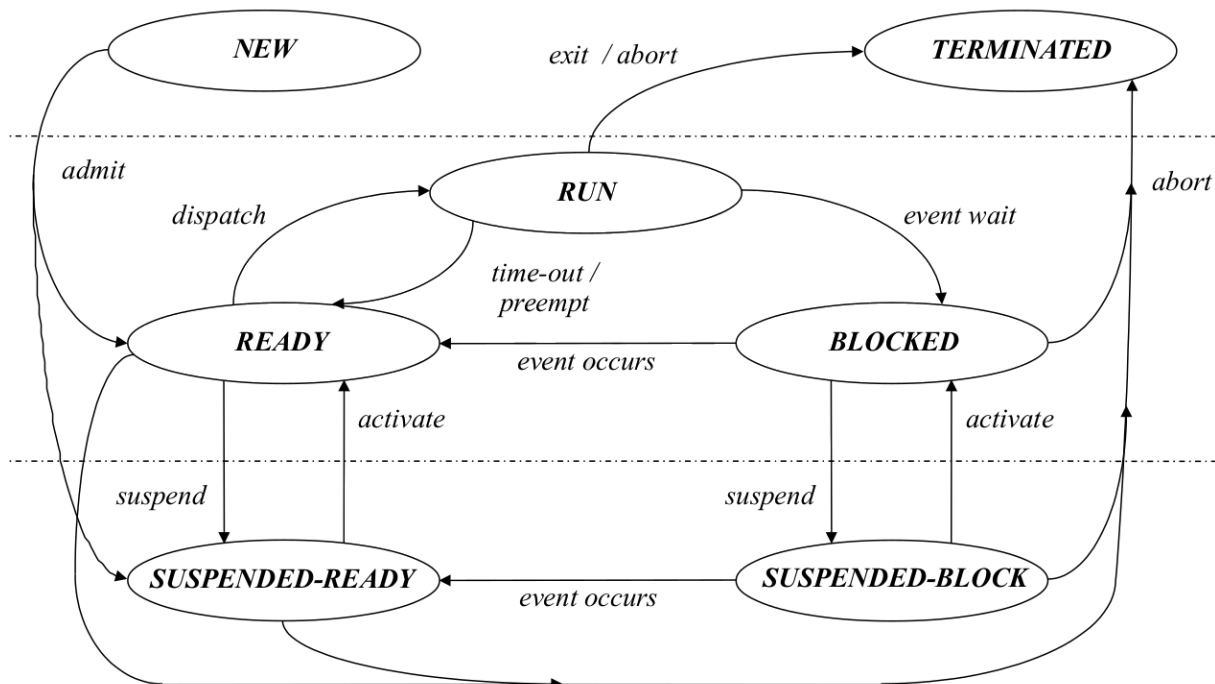 NEW
exit / abort
TERMINATED
admit
RUN
abort
dispatch
event wait
time-out /
preempt
READY
BLOCKED
event occurs
activate
activate
suspend
suspend
SUSPENDED-READY
SUSPENDED-BLOCK
event occurs